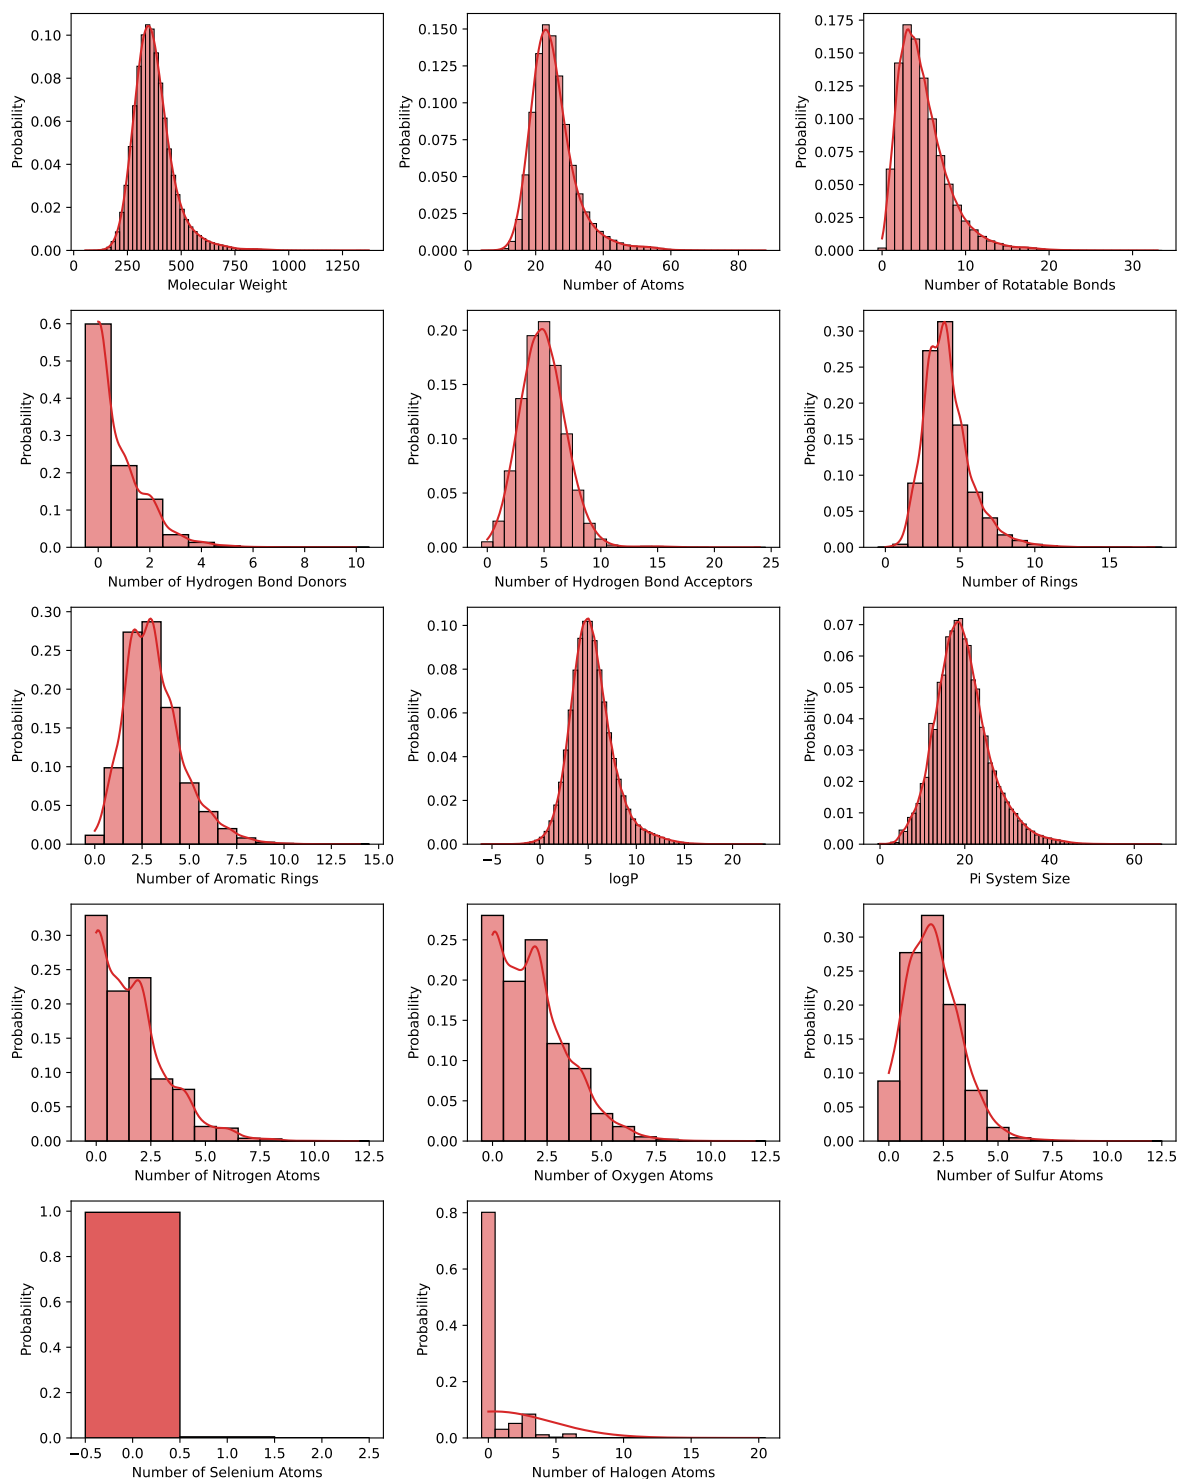 Probability
0.10
0.08
0.06
0.04
0.02
0.00
0 250 500 750 1000 1250
Molecular Weight
Probability
0.150
0.125
0.100
0.075
0.050
0.025
0.000
0 20 40 60 80
Number of Atoms
Probability
0.175
0.150
0.125
0.100
0.075
0.050
0.025
0.000
0 10 20 30
Number of Rotatable Bonds
Probability
0.6
0.5
0.4
0.3
0.2
0.1
0.0
0 2 4 6 8 10
Number of Hydrogen Bond Donors
Probability
0.20
0.15
0.10
0.05
0.00
0 5 10 15 20 25
Number of Hydrogen Bond Acceptors
Probability
0.30
0.25
0.20
0.15
0.10
0.05
0.00
0 5 10 15
Number of Rings
Probability
0.30
0.25
0.20
0.15
0.10
0.05
0.00
0.0 2.5 5.0 7.5 10.0 12.5 15.0
Number of Aromatic Rings
Probability
0.10
0.08
0.06
0.04
0.02
0.00
−5 0 5 10 15 20
logP
Probability
0.07
0.06
0.05
0.04
0.03
0.02
0.01
0.00
0 20 40 60
Pi System Size
Probability
0.30
0.25
0.20
0.15
0.10
0.05
0.00
0.0 2.5 5.0 7.5 10.0 12.5
Number of Nitrogen Atoms
Probability
0.25
0.20
0.15
0.10
0.05
0.00
0.0 2.5 5.0 7.5 10.0 12.5
Number of Oxygen Atoms
Probability
0.30
0.25
0.20
0.15
0.10
0.05
0.00
0.0 2.5 5.0 7.5 10.0 12.5
Number of Sulfur Atoms
Probability
1.0
0.8
0.6
0.4
0.2
0.0
−0.5 0.0 0.5 1.0 1.5 2.0 2.5
Number of Selenium Atoms
Probability
0.8
0.6
0.4
0.2
0.0
0 5 10 15 20
Number of Halogen Atoms